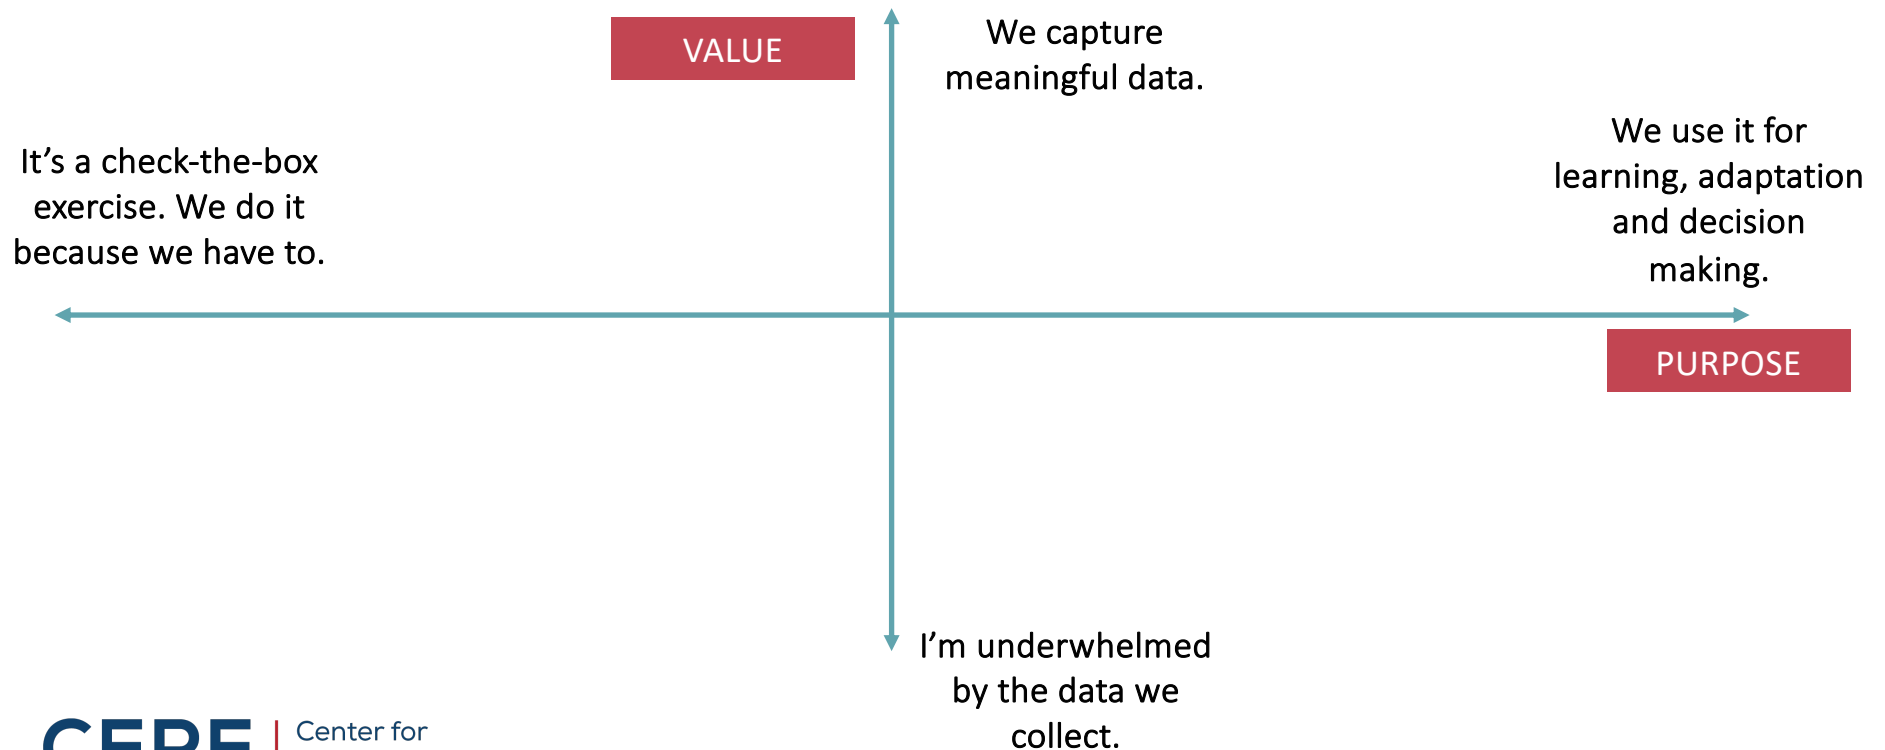 VALUE
We capture
meaningful data.
It’s a check-the-box
exercise. We do it
because we have to.
We use it for
learning, adaptation
and decision
making.
PURPOSE
I’m underwhelmed
by the data we
collect.
CERE
Center for